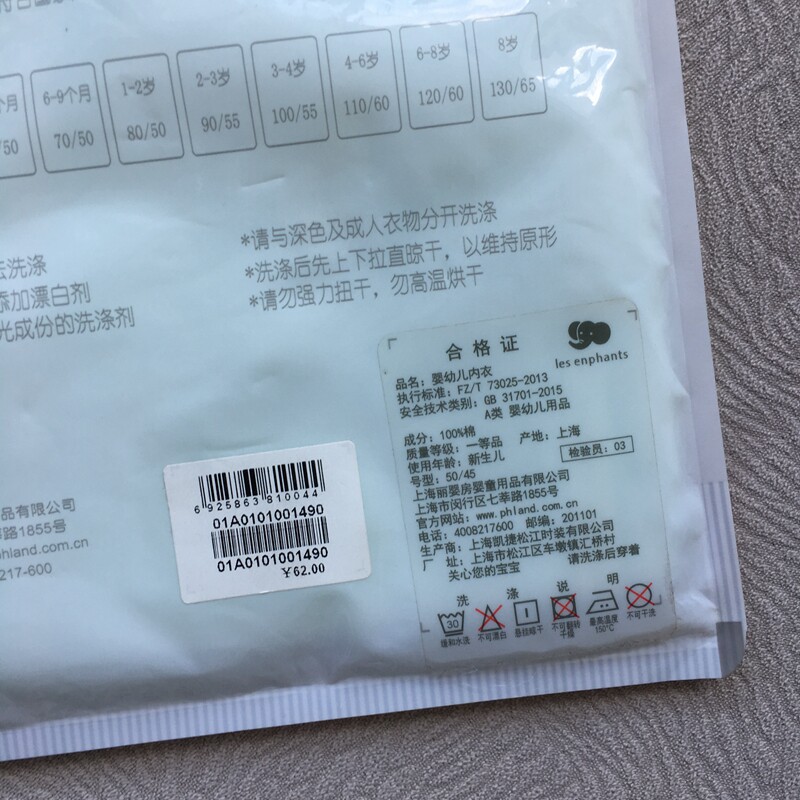 个月
/50
6-9个月
70/50
1-2岁
80/50
2-3岁
90/55
3-4岁
100/55
4-6岁
110/60
6-8岁
120/60
8岁
130/65
*请与深色及成人衣物分开洗涤
*洗涤后先上下拉直晾干，以维持原形
*请勿强力扭干，勿高温烘干
洗涤
添加漂白剂
光成份的洗涤剂
品有限公司
莘路1855号
phland.com.cn
217-600
6925863810044
01A0101001490
01A0101001490
¥62.00
合格证
les enphants
品名：婴幼儿内衣
执行标准：FZ/T 73025-2013
安全技术类别：GB 31701-2015
A类 婴幼儿用品
成分：100%棉
质量等级：一等品 产地：上海
使用年龄：新生儿 检验员：03
号型：50/45
上海丽婴房婴童用品有限公司
上海市闵行区七莘路1855号
官方网站：www.phland.com.cn
电话：4008217600 邮编：201101
生产商：上海凯捷松江时装有限公司
厂 址：上海市松江区车墩镇汇桥村
关心您的宝宝 请洗涤后穿着
洗涤说明
30
缓和水洗
不可漂白
悬挂晾干
不可翻转干燥
最高温度150℃
不可干洗